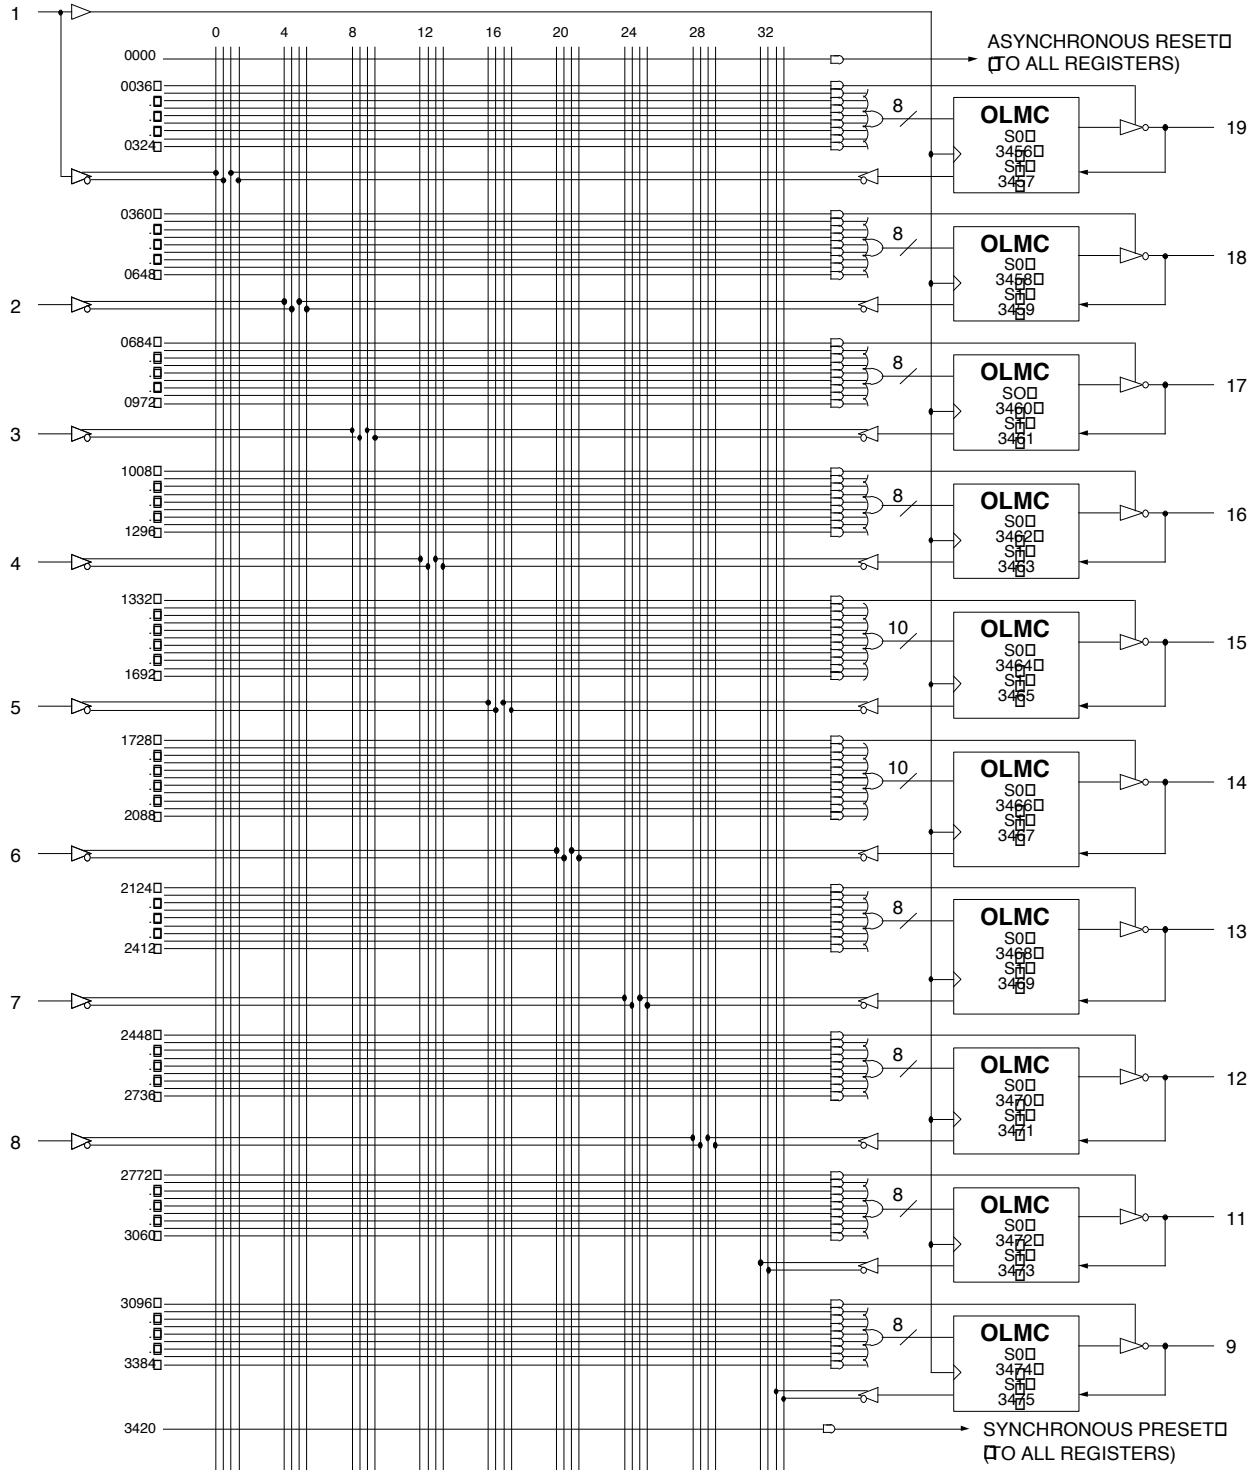 1
0 4 8 12 16 20 24 28 32
0000
ASYNCHRONOUS RESET
(TO ALL REGISTERS)
0036
.
.
.
0324
8
OLMC
S0
3456
S1
3457
19
0360
.
.
.
0648
8
OLMC
S0
3458
S1
3459
18
2
0684
.
.
.
0972
8
OLMC
SO
3460
S1
3461
17
3
1008
.
.
.
1296
8
OLMC
S0
3462
S1
3463
16
4
1332
.
.
.
.
1692
10
OLMC
S0
3464
S1
3465
15
5
1728
.
.
.
.
2088
10
OLMC
S0
3466
S1
3467
14
6
2124
.
.
.
2412
8
OLMC
S0
3468
S1
3469
13
7
2448
.
.
.
2736
8
OLMC
S0
3470
S1
3471
12
8
2772
.
.
.
3060
8
OLMC
S0
3472
S1
3473
11
3096
.
.
.
3384
8
OLMC
S0
3474
S1
3475
9
3420
SYNCHRONOUS PRESET
(TO ALL REGISTERS)